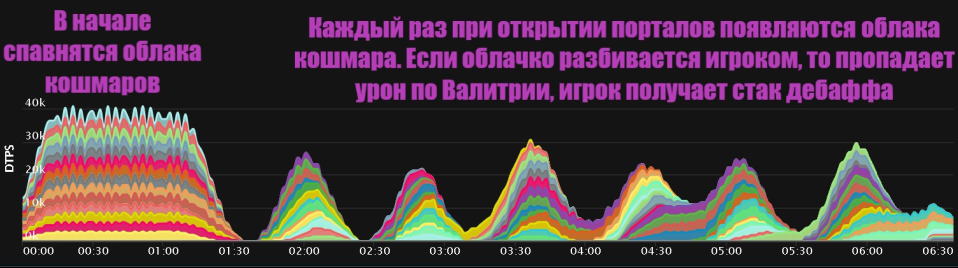 В начале
спавнятся облака
кошмаров
Каждый раз при открытии порталов появляются облака
кошмара. Если облачко разбивается игроком, то пропадает
урон по Валитрии, игрок получает стак дебаффа
40k
30k
20k
10k
0k
DTPS
00:00 00:30 01:00 01:30 02:00 02:30 03:00 03:30 04:00 04:30 05:00 05:30 06:00 06:30